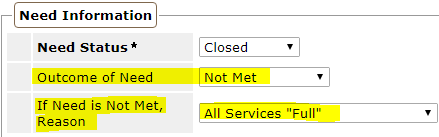 Need Information
Need Status* Closed
Outcome of Need Not Met
If Need is Not Met, Reason All Services "Full"